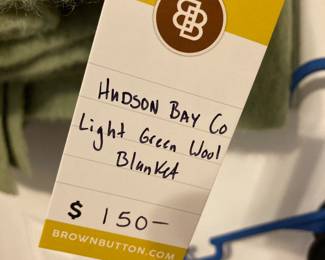 HUDSON BAY CO
Light Green Wool
Blanket
$ 150—
BROWNBUTTON.COM